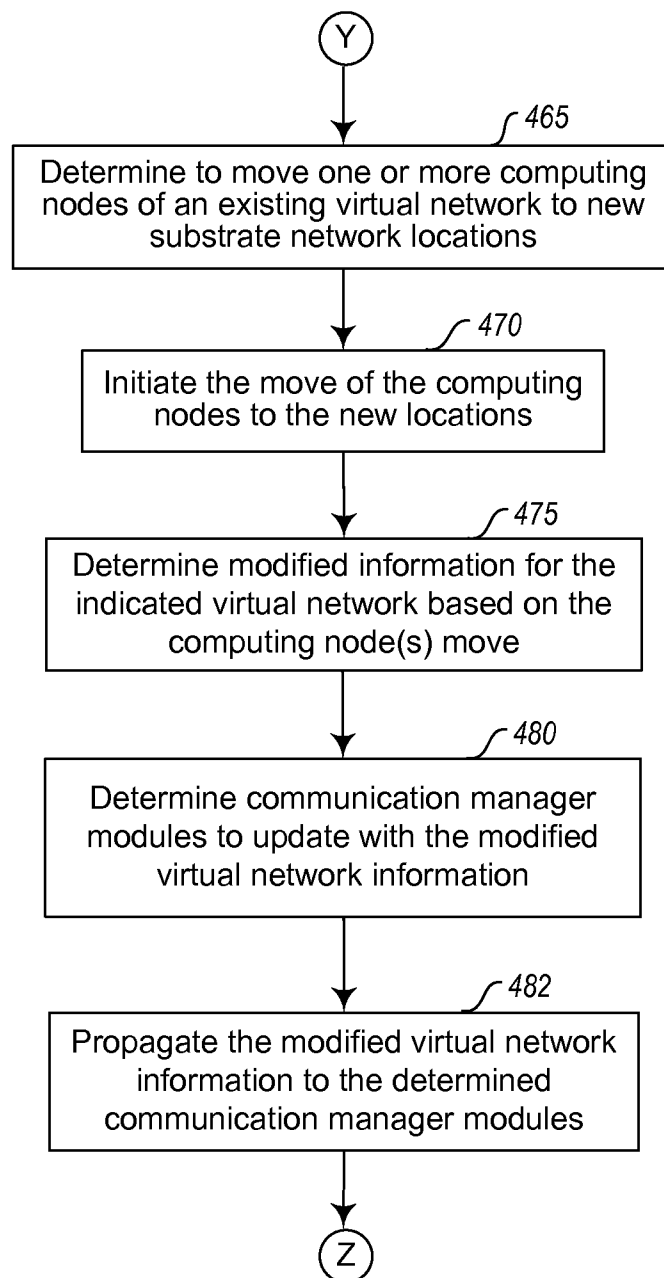 Y
465
Determine to move one or more computing
nodes of an existing virtual network to new
substrate network locations
470
Initiate the move of the computing
nodes to the new locations
475
Determine modified information for the
indicated virtual network based on the
computing node(s) move
480
Determine communication manager
modules to update with the modified
virtual network information
482
Propagate the modified virtual network
information to the determined
communication manager modules
Z